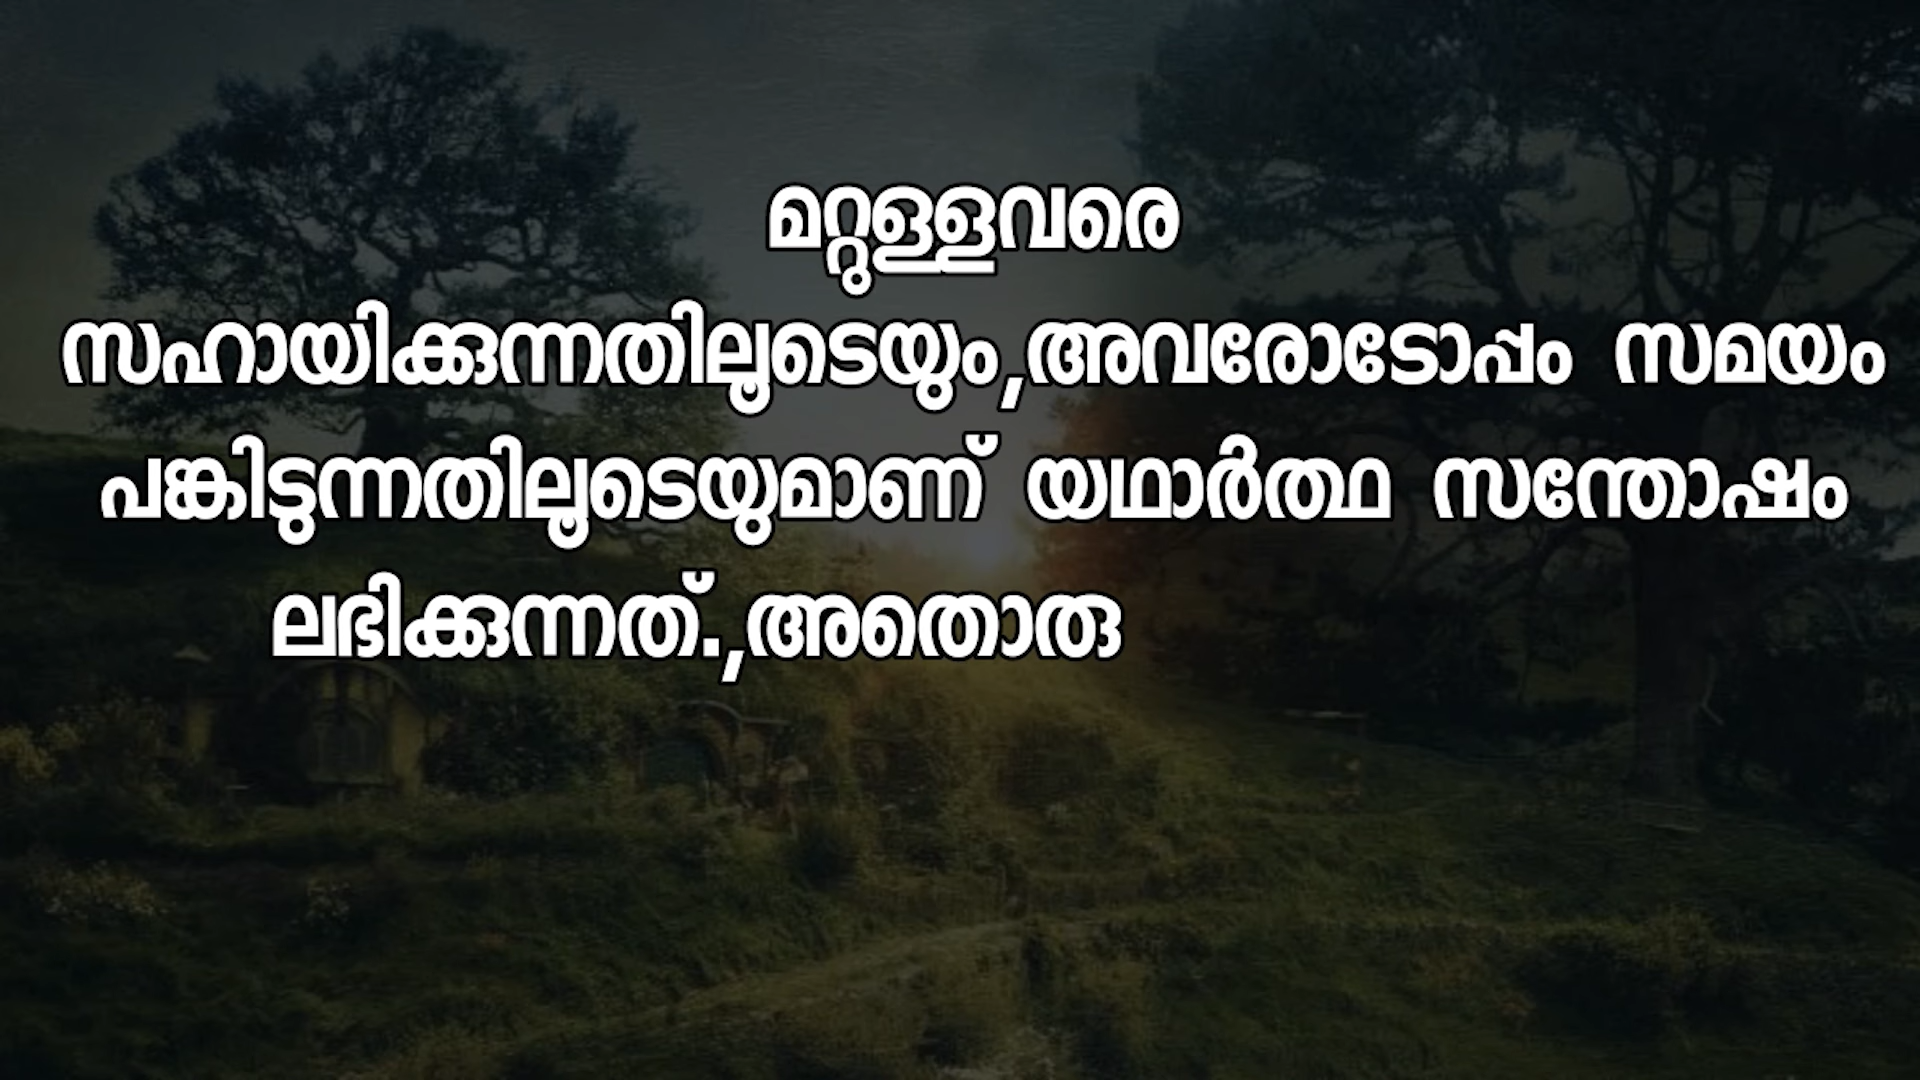 മറ്റുള്ളവരെ
സഹായിക്കുന്നതിലൂടെയും,അവരോടോപ്പം സമയം
പങ്കിടുന്നതിലൂടെയുമാണ് യഥാർത്ഥ സന്തോഷം
ലഭിക്കുന്നത്.,അതൊരു